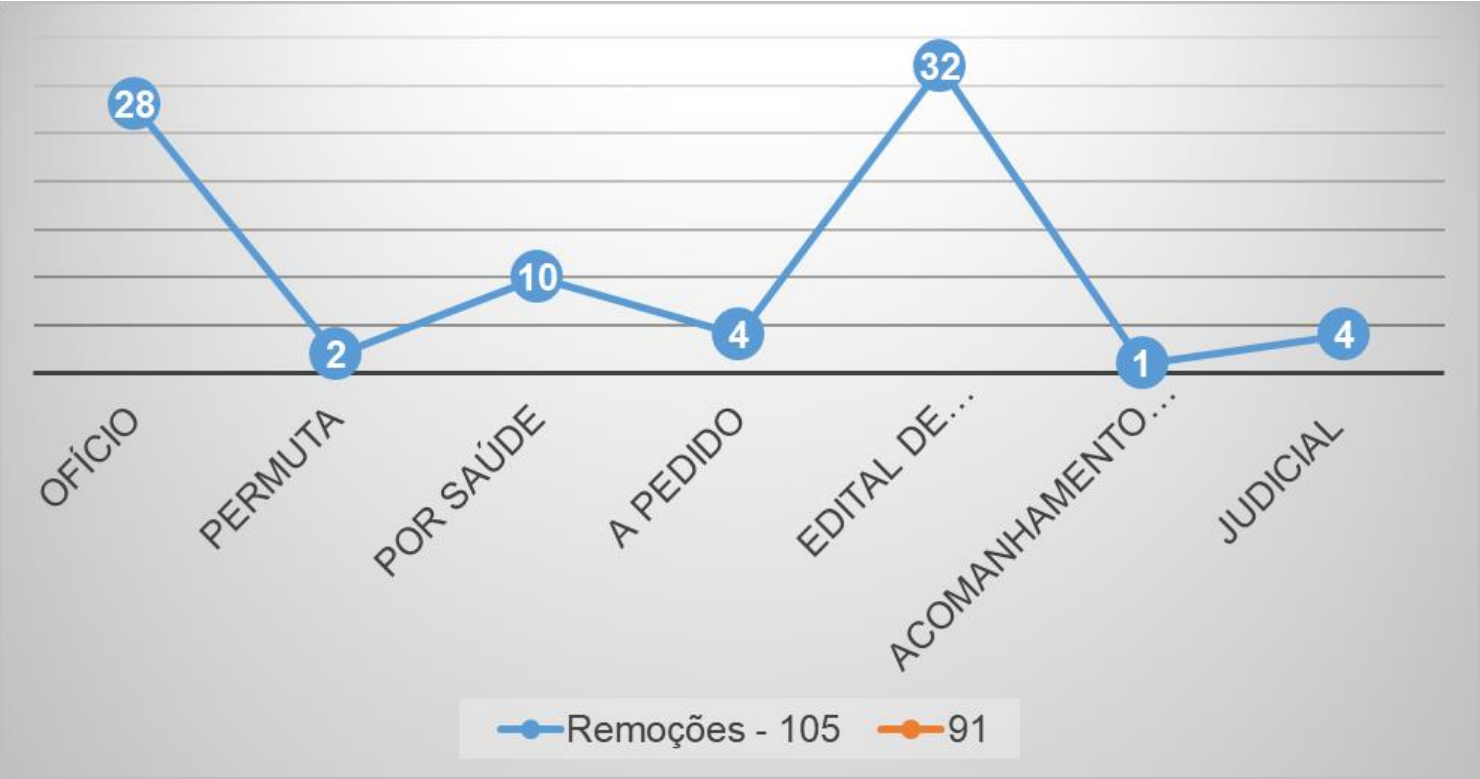 28
2
10
4
32
1
4
OFÍCIO
PERMUTA
POR SAÚDE
A PEDIDO
EDITAL DE...
ACOMANHAMENTO...
JUDICIAL
Remoções - 105
91